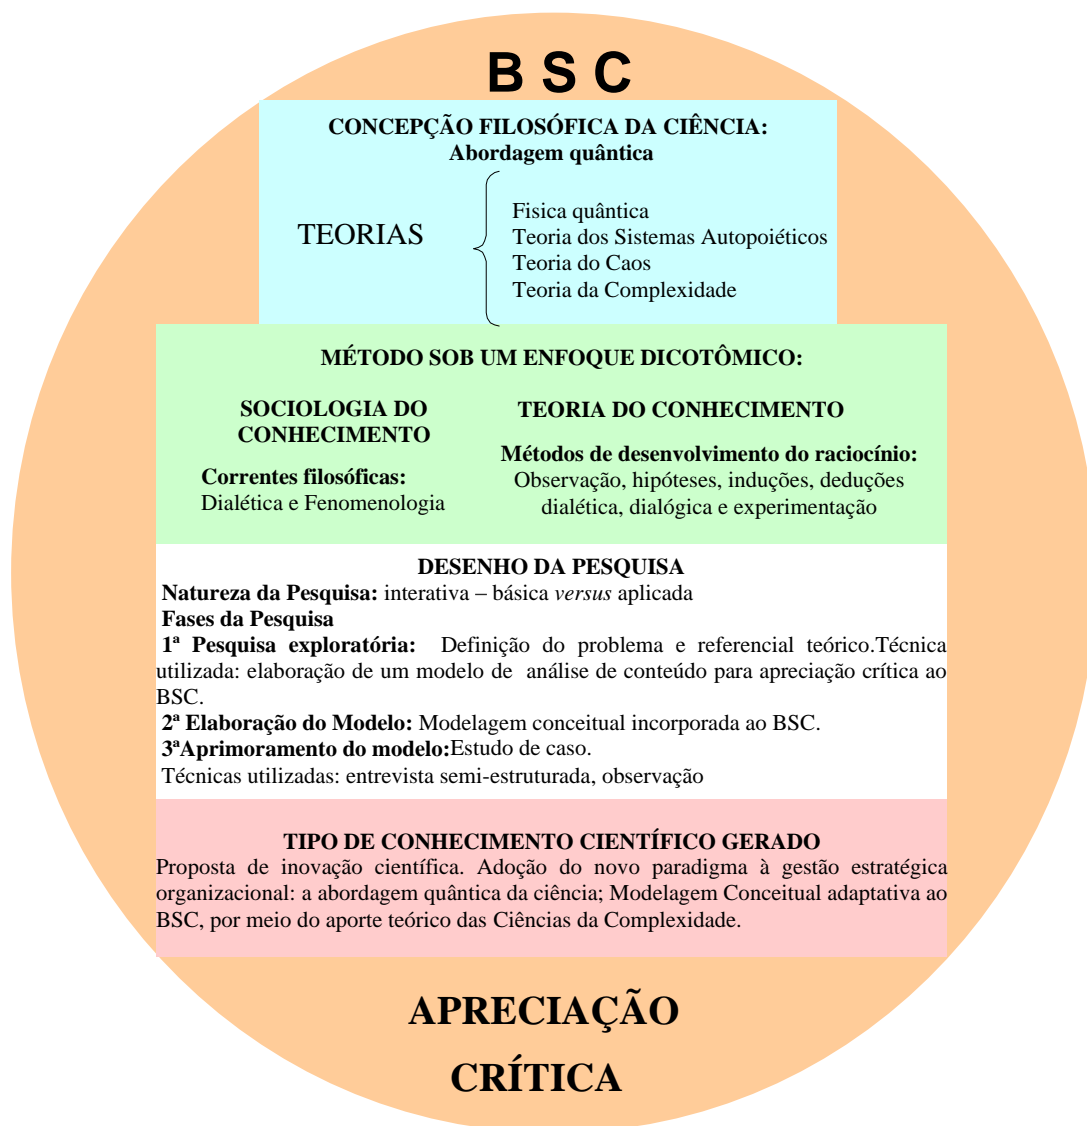 B S C
CONCEPÇÃO FILOSÓFICA DA CIÊNCIA:
Abordagem quântica
TEORIAS
Fisica quântica
Teoria dos Sistemas Autopoiéticos
Teoria do Caos
Teoria da Complexidade
MÉTODO SOB UM ENFOQUE DICOTÔMICO:
SOCIOLOGIA DO
CONHECIMENTO
Correntes filosóficas:
Dialética e Fenomenologia
TEORIA DO CONHECIMENTO
Métodos de desenvolvimento do raciocínio:
Observação, hipóteses, induções, deduções
dialética, dialógica e experimentação
DESENHO DA PESQUISA
Natureza da Pesquisa: interativa – básica versus aplicada
Fases da Pesquisa
1ª Pesquisa exploratória: Definição do problema e referencial teórico.Técnica
utilizada: elaboração de um modelo de análise de conteúdo para apreciação crítica ao
BSC.
2ª Elaboração do Modelo: Modelagem conceitual incorporada ao BSC.
3ªAprimoramento do modelo:Estudo de caso.
Técnicas utilizadas: entrevista semi-estruturada, observação
TIPO DE CONHECIMENTO CIENTÍFICO GERADO
Proposta de inovação científica. Adoção do novo paradigma à gestão estratégica
organizacional: a abordagem quântica da ciência; Modelagem Conceitual adaptativa ao
BSC, por meio do aporte teórico das Ciências da Complexidade.
APRECIAÇÃO
CRÍTICA